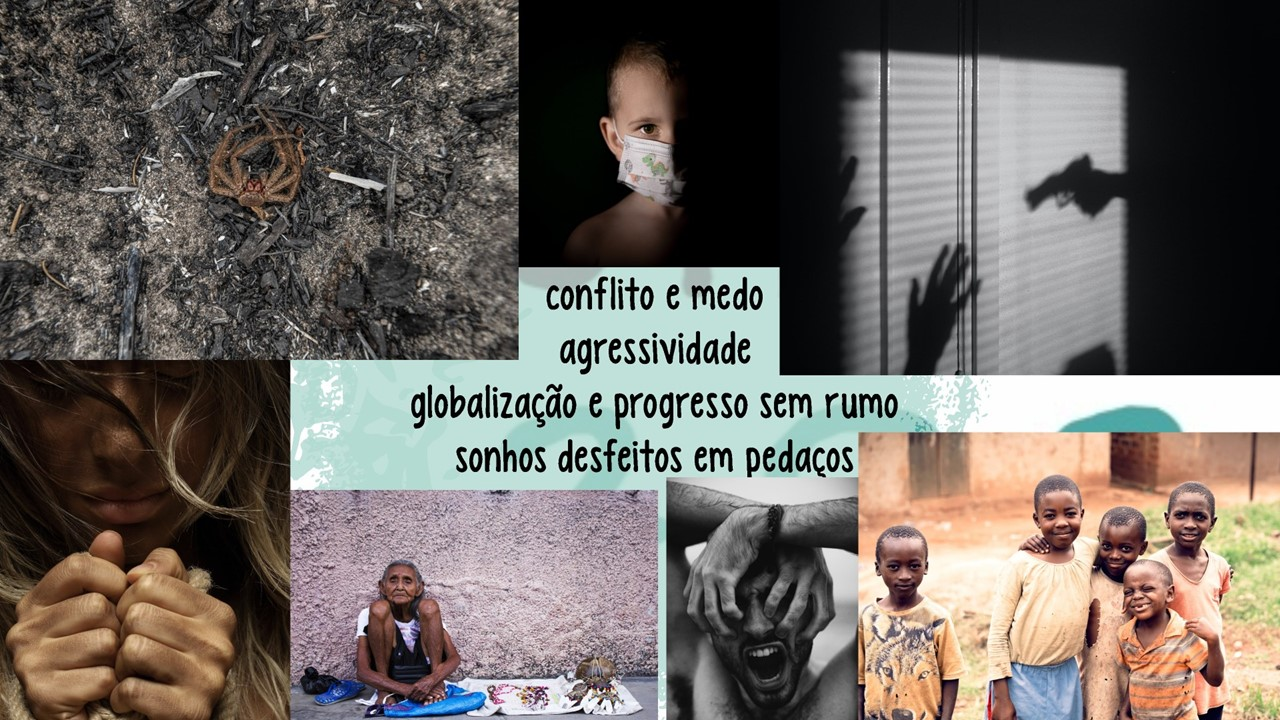 conflito e medo
agressividade
globalização e progresso sem rumo
sonhos desfeitos em pedaços